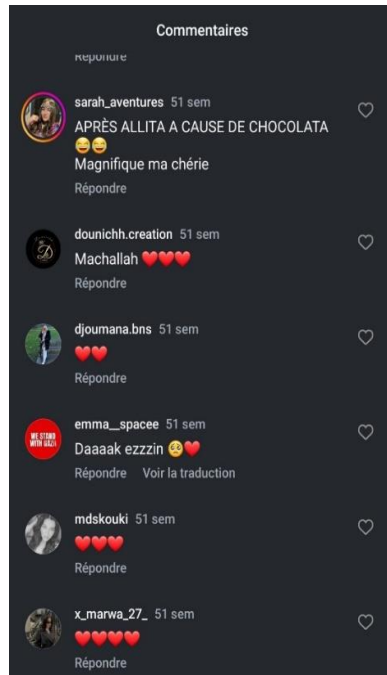 Commentaires
Répondre
sarah_aventures 51 sem
APRÈS ALLITA A CAUSE DE CHOCOLATA
😂😂
Magnifique ma chérie
Répondre
dounichh.creation 51 sem
Machallah ❤️❤️❤️
Répondre
djoumana.bns 51 sem
❤️❤️
Répondre
WE STAND
WITH GAZA
emma__spacee 51 sem
Daaaak ezzzin 🥺❤️
Répondre Voir la traduction
mdskouki 51 sem
❤️❤️❤️
Répondre
x_marwa_27_ 51 sem
❤️❤️❤️❤️
Répondre